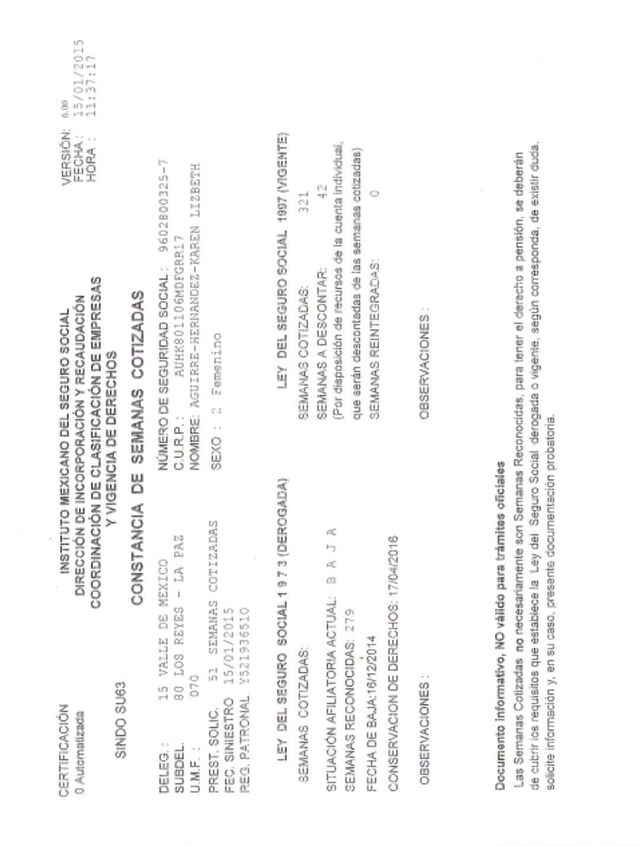 CERTIFICACIÓN
0 Automatizada
SINDO SU63
INSTITUTO MEXICANO DEL SEGURO SOCIAL
DIRECCIÓN DE INCORPORACIÓN Y RECAUDACIÓN
COORDINACIÓN DE CLASIFICACIÓN DE EMPRESAS
Y VIGENCIA DE DERECHOS
VERSIÓN: 6.00
FECHA : 15/01/2015
HORA : 11:37:17
CONSTANCIA DE SEMANAS COTIZADAS
DELEG. : 15 VALLE DE MEXICO
SUBDEL. 80 LOS REYES - LA PAZ
U.M.F. : 070
PREST. SOLIC. 51 SEMANAS COTIZADAS
FEC. SINIESTRO 15/01/2015
REG. PATRONAL Y521936510
NÚMERO DE SEGURIDAD SOCIAL : 9602800325-7
C.U.R.P. : AUHK801106MDFGRR17
NOMBRE: AGUIRRE-HERNANDEZ-KAREN LIZBETH
SEXO : 2 Femenino
LEY DEL SEGURO SOCIAL 1 9 7 3 (DEROGADA)
SEMANAS COTIZADAS:
SITUACIÓN AFILIATORIA ACTUAL: B A J A
SEMANAS RECONOCIDAS: 279
FECHA DE BAJA:16/12/2014
CONSERVACION DE DERECHOS: 17/04/2016
OBSERVACIONES :
LEY DEL SEGURO SOCIAL 1997 (VIGENTE)
SEMANAS COTIZADAS: 321
SEMANAS A DESCONTAR: 42
(Por disposición de recursos de la cuenta individual,
que serán descontadas de las semanas cotizadas)
SEMANAS REINTEGRADAS: 0
OBSERVACIONES :
Documento informativo, NO válido para trámites oficiales
Las Semanas Cotizadas no necesariamente son Semanas Reconocidas, para tener el derecho a pensión, se deberán
de cubrir los requisitos que establece la Ley del Seguro Social derogada o vigente, según corresponda, de existir duda,
solicite información y, en su caso, presente documentación probatoria.